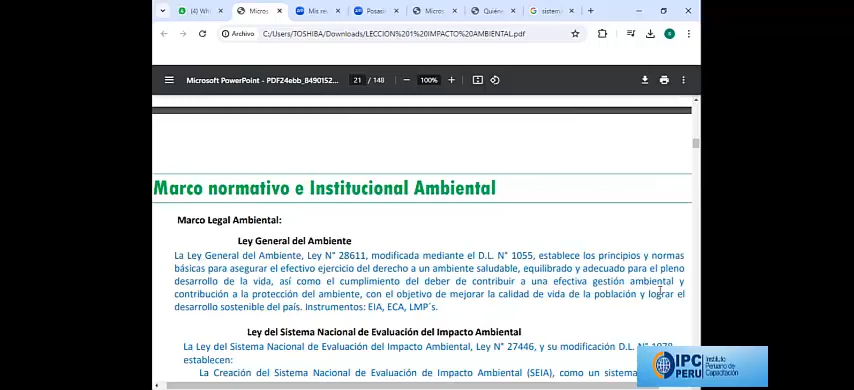 (4) Wh
Micros
Mis re
Posas
Micros
Quién
sistem
Archivo C:/Users/TOSHIBA/Downloads/LECCION%201%20IMPACTO%20AMBIENTAL.pdf
Microsoft PowerPoint - PDF24ebb_8490152... 21 / 148 100%
Marco normativo e Institucional Ambiental
Marco Legal Ambiental:
Ley General del Ambiente
La Ley General del Ambiente, Ley N° 28611, modificada mediante el D.L. N° 1055, establece los principios y normas
básicas para asegurar el efectivo ejercicio del derecho a un ambiente saludable, equilibrado y adecuado para el pleno
desarrollo de la vida, así como el cumplimiento del deber de contribuir a una efectiva gestión ambiental y
contribución a la protección del ambiente, con el objetivo de mejorar la calidad de vida de la población y lograr el
desarrollo sostenible del país. Instrumentos: EIA, ECA, LMP´s.
Ley del Sistema Nacional de Evaluación del Impacto Ambiental
La Ley del Sistema Nacional de Evaluación del Impacto Ambiental, Ley N° 27446, y su modificación D.L. N° 1078
establecen:
La Creación del Sistema Nacional de Evaluación de Impacto Ambiental (SEIA), como un sistema
IPC
PERU
Instituto
Peruano de
Capacitación